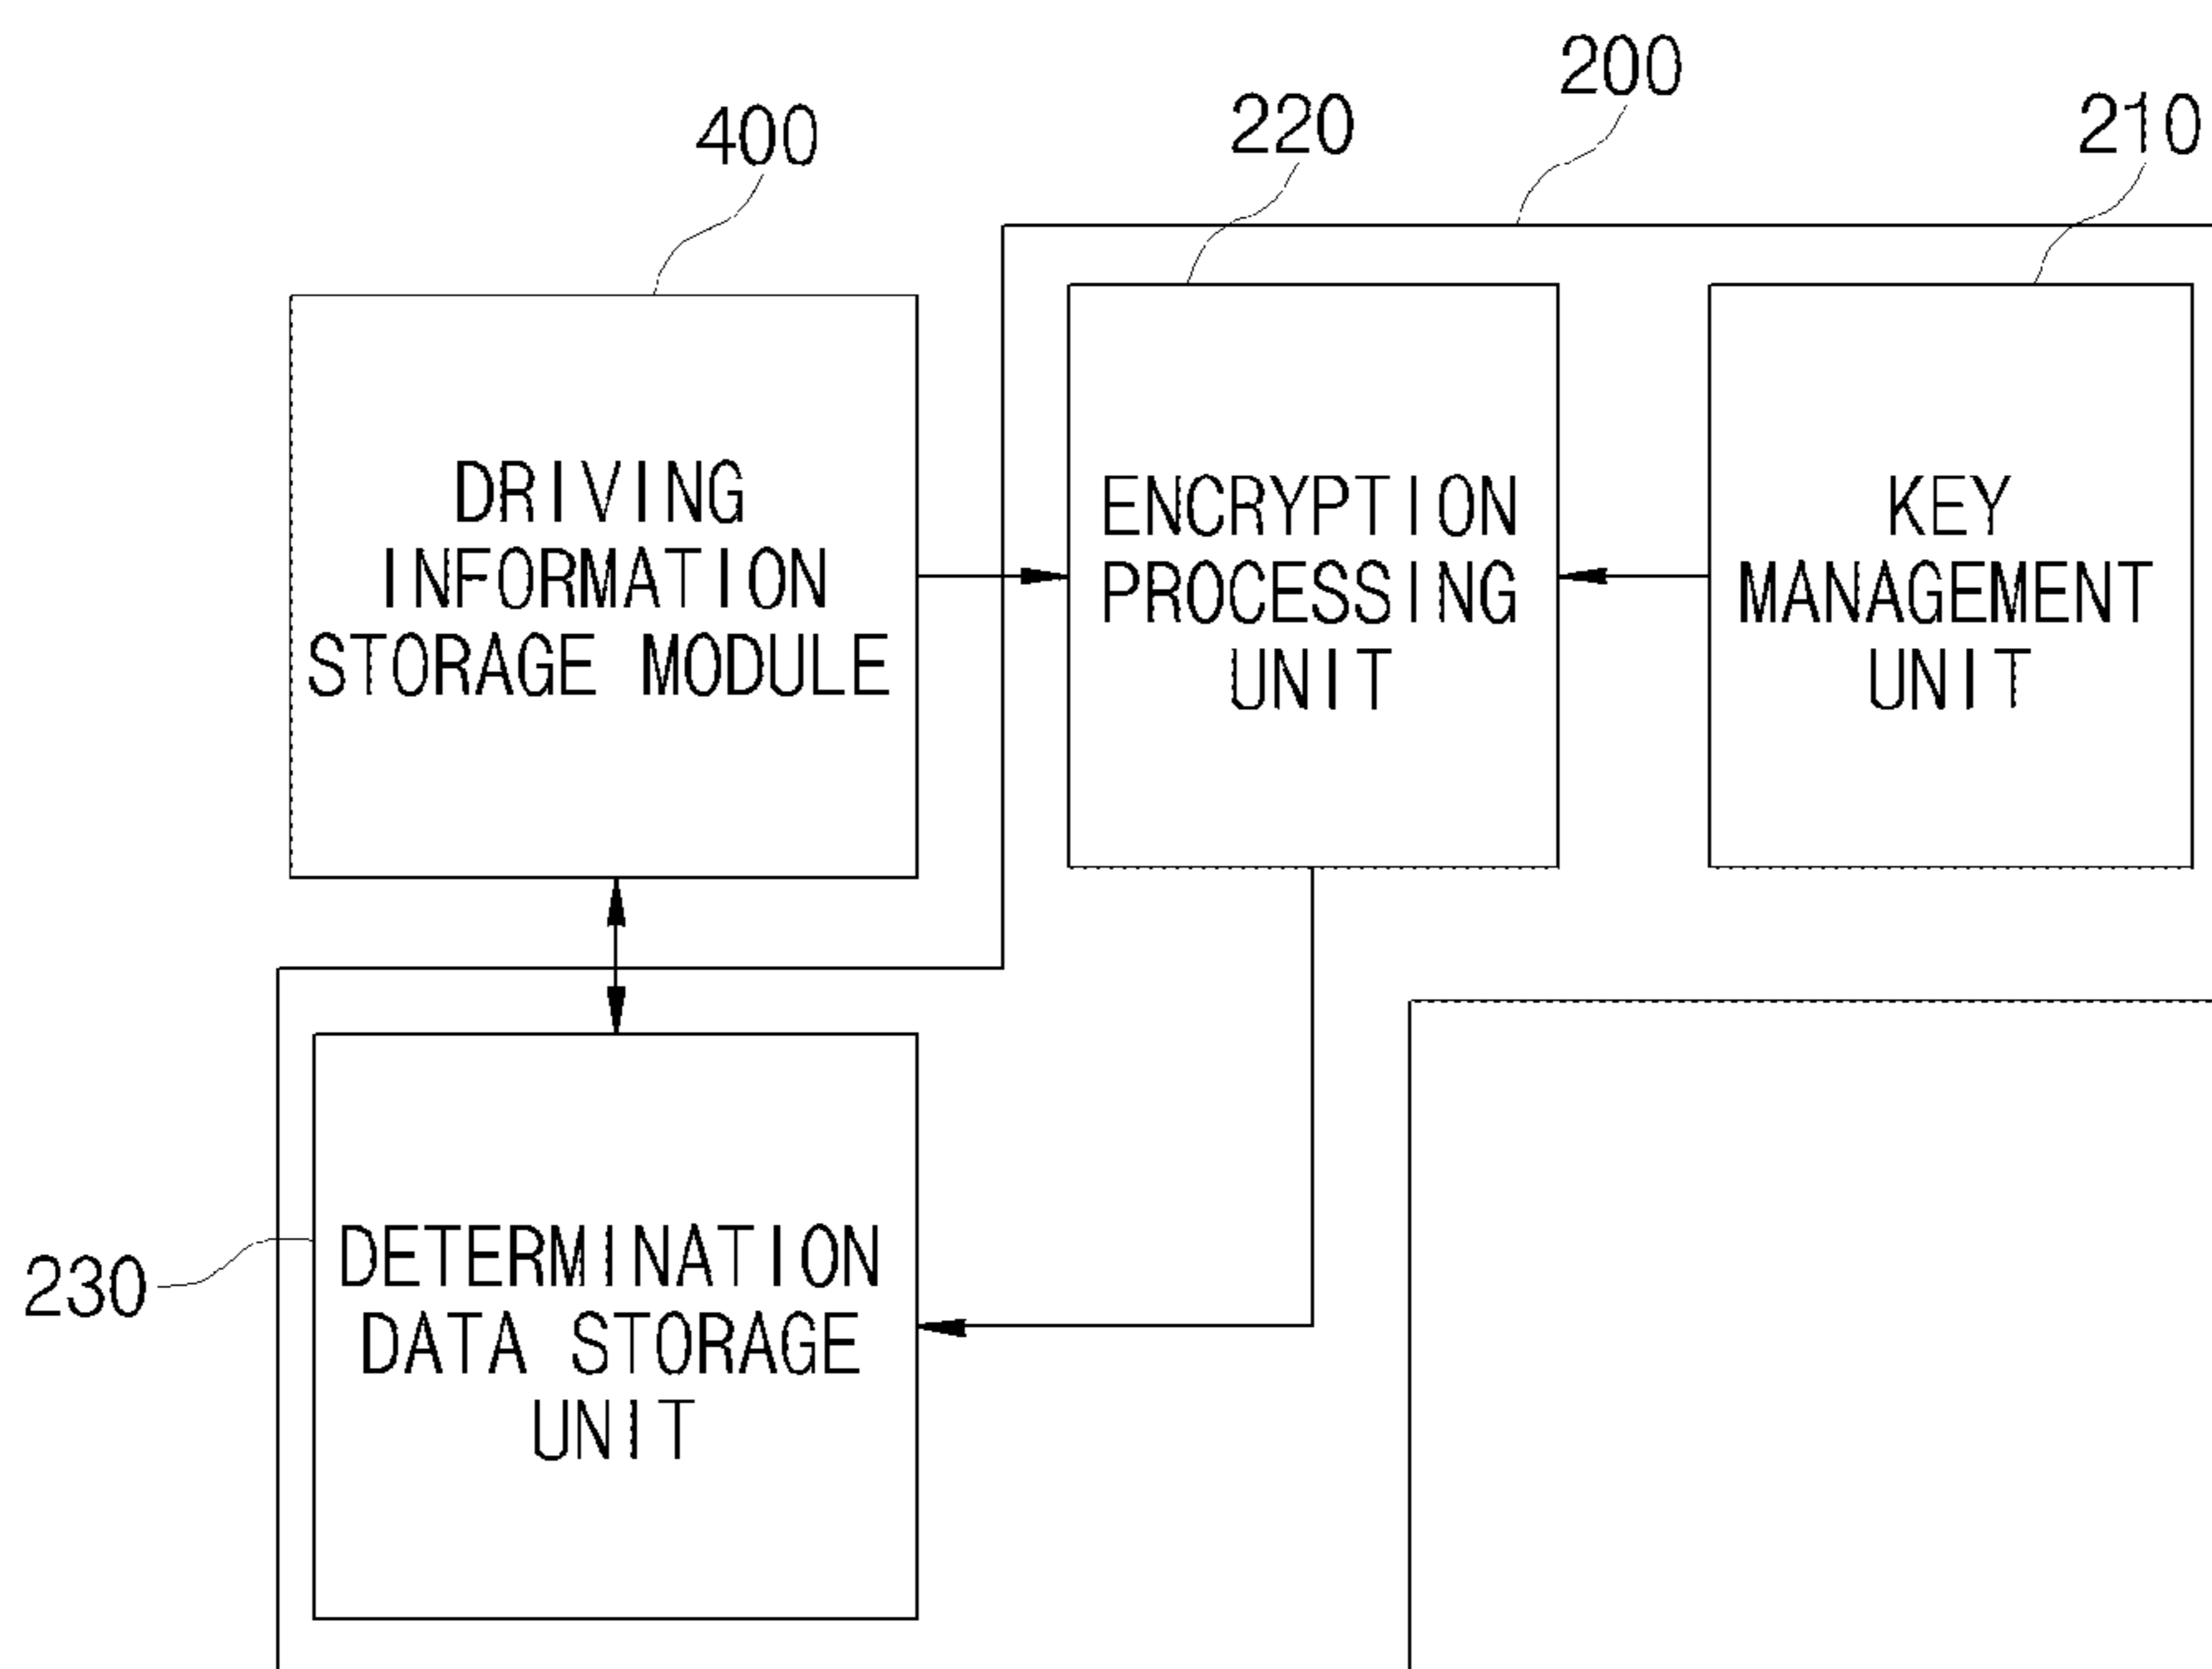 200
220
210
400
DRIVING
INFORMATION
STORAGE MODULE
ENCRYPTION
PROCESSING
UNIT
KEY
MANAGEMENT
UNIT
230
DETERMINATION
DATA STORAGE
UNIT